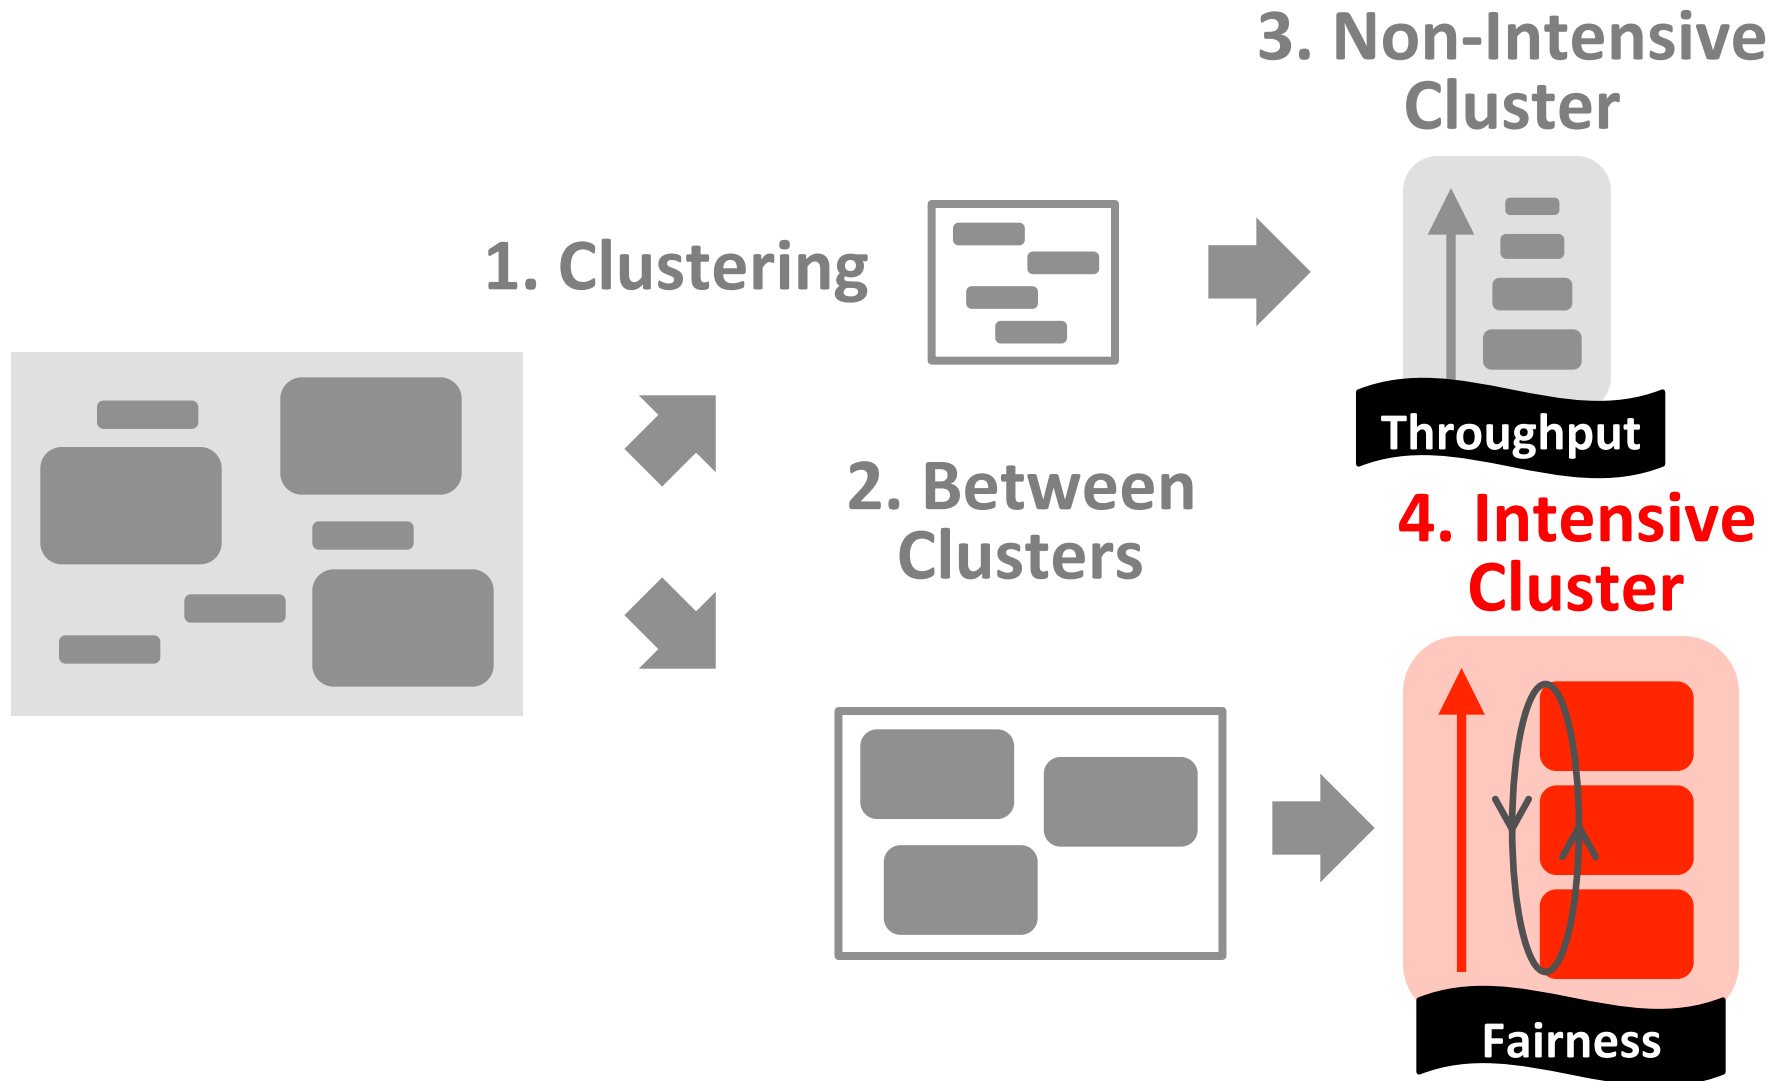 3. Non-Intensive
Cluster
1. Clustering
Throughput
2. Between
Clusters
4. Intensive
Cluster
Fairness